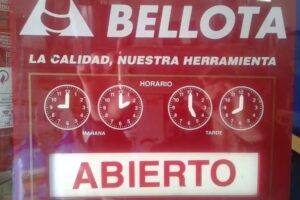 BELLOTA
LA CALIDAD, NUESTRA HERRAMIENTA
HORARIO
MAÑANA TARDE
ABIERTO